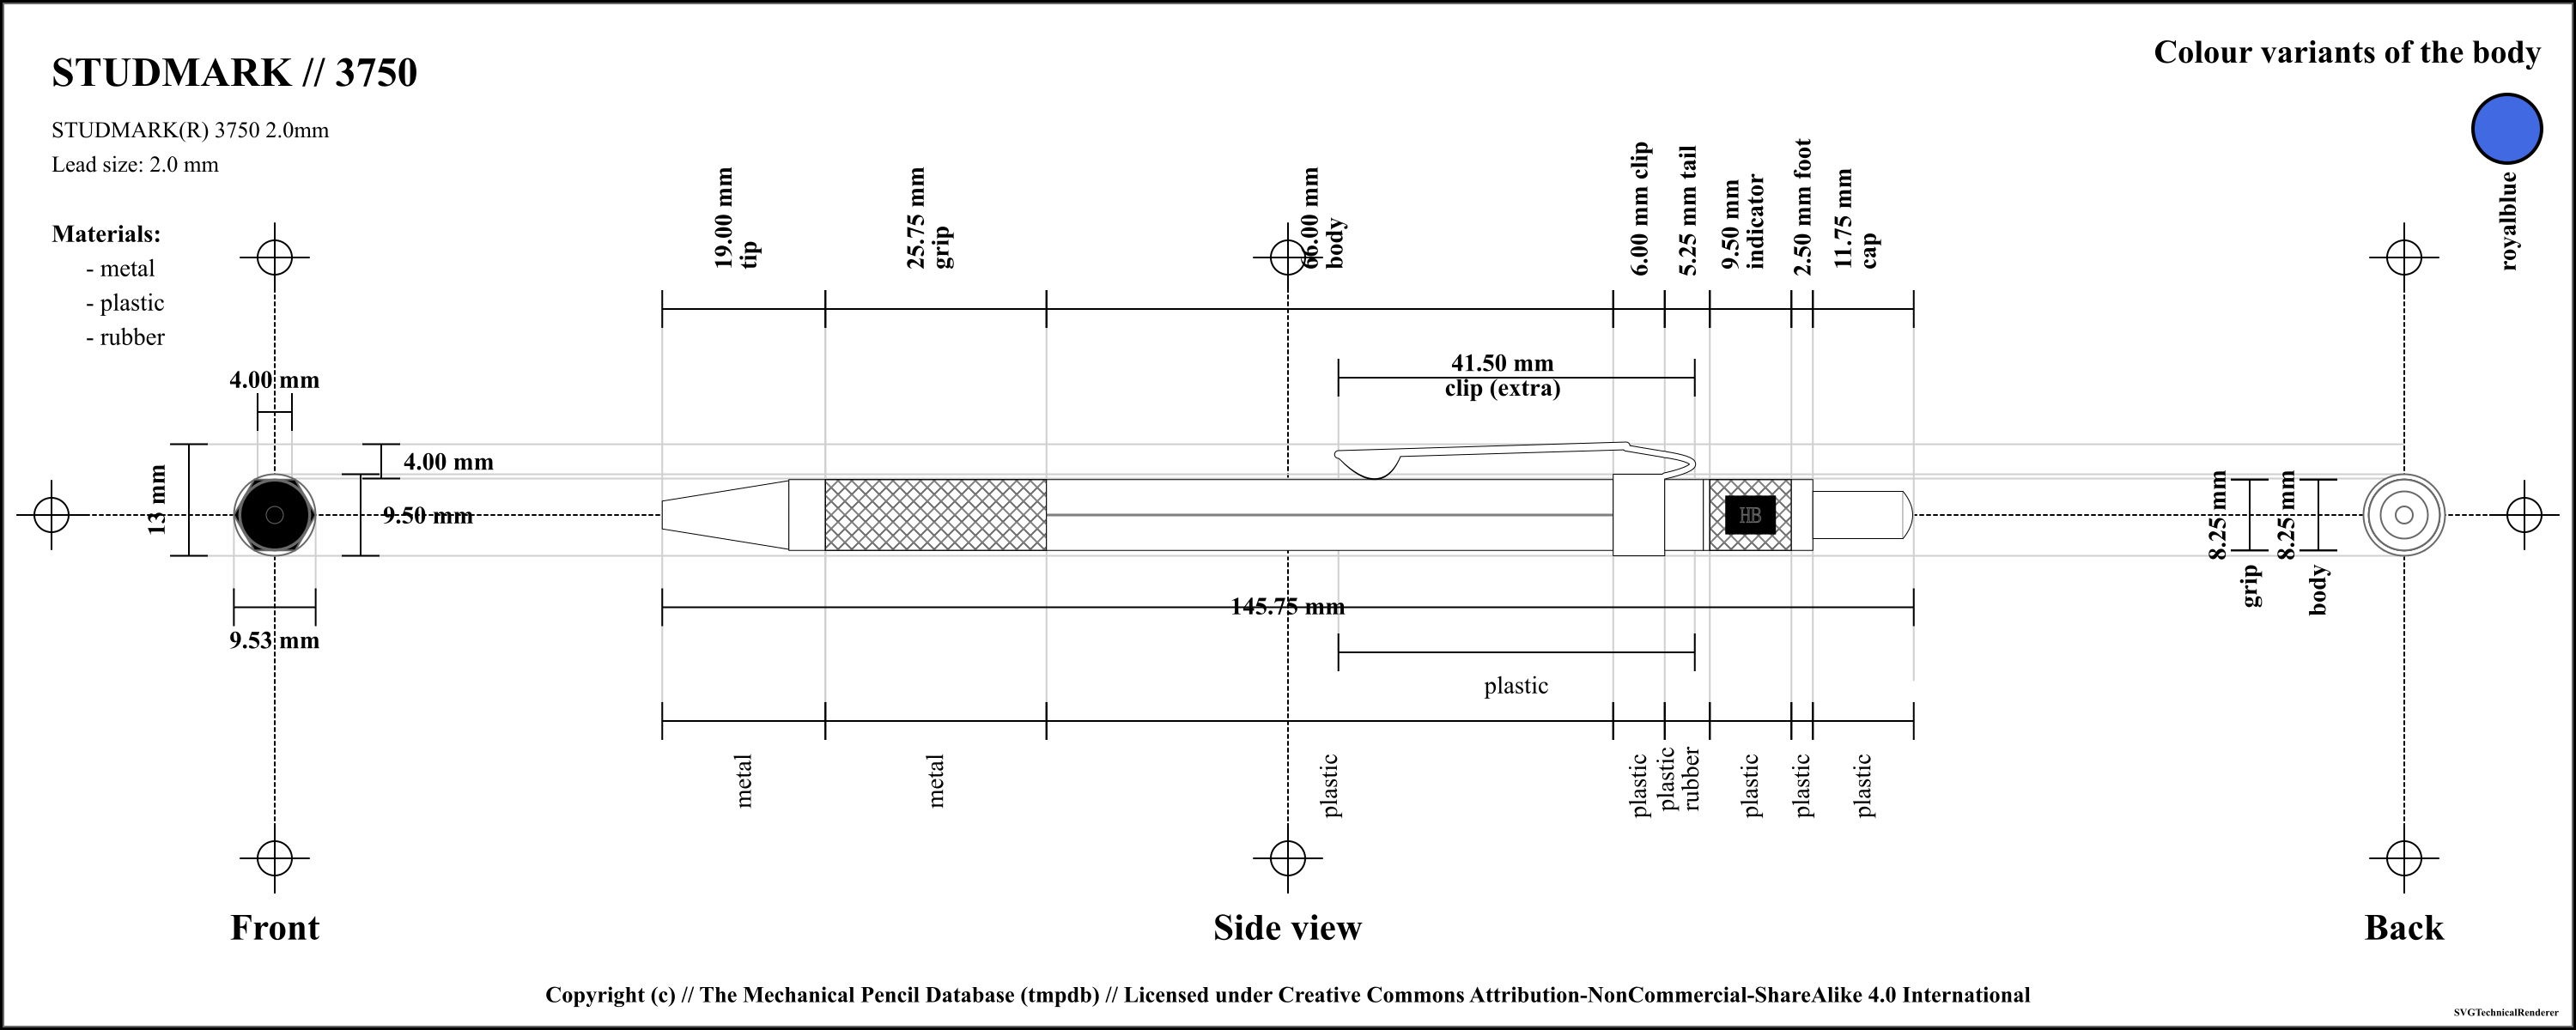 STUDMARK // 3750
Colour variants of the body
STUDMARK(R) 3750 2.0mm
Lead size: 2.0 mm
royalblue
Materials:
- metal
- plastic
- rubber
19.00 mm
tip
25.75 mm
grip
66.00 mm
body
6.00 mm clip
5.25 mm tail
9.50 mm
indicator
2.50 mm foot
11.75 mm
cap
41.50 mm
clip (extra)
4.00 mm
13 mm
4.00 mm
9.50 mm
9.53 mm
HB
8.25 mm
grip
8.25 mm
body
145.75 mm
plastic
metal
metal
plastic
plastic
plastic
rubber
plastic
plastic
plastic
Front
Side view
Back
Copyright (c) // The Mechanical Pencil Database (tmpdb) // Licensed under Creative Commons Attribution-NonCommercial-ShareAlike 4.0 International
SVGTechnicalRenderer